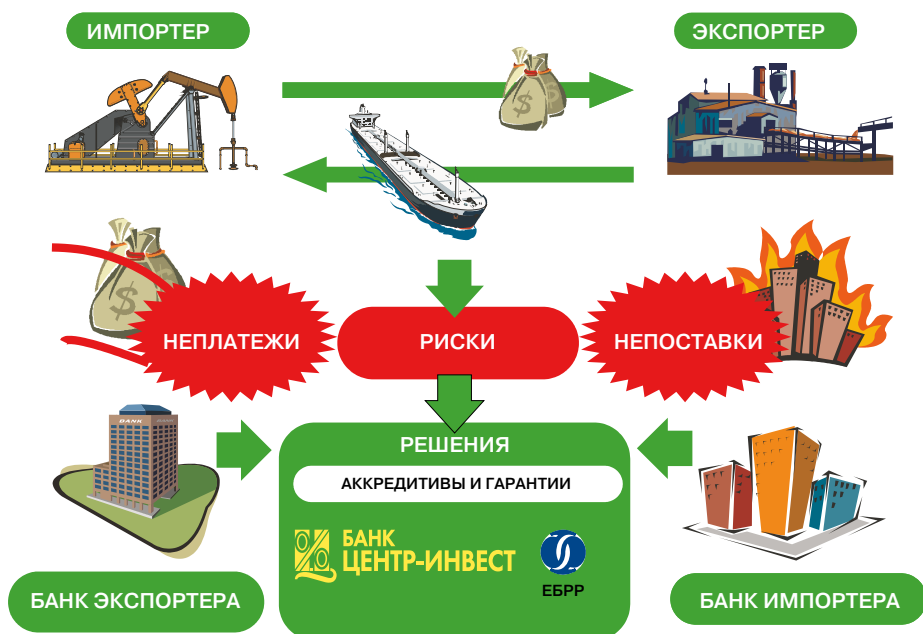 ИМПОРТЕР
ЭКСПОРТЕР
$
$
НЕПЛАТЕЖИ
РИСКИ
НЕПОСТАВКИ
BANK
РЕШЕНИЯ
АККРЕДИТИВЫ И ГАРАНТИИ
БАНК
ЦЕНТР-ИНВЕСТ
ЕБРР
БАНК ЭКСПОРТЕРА
БАНК ИМПОРТЕРА